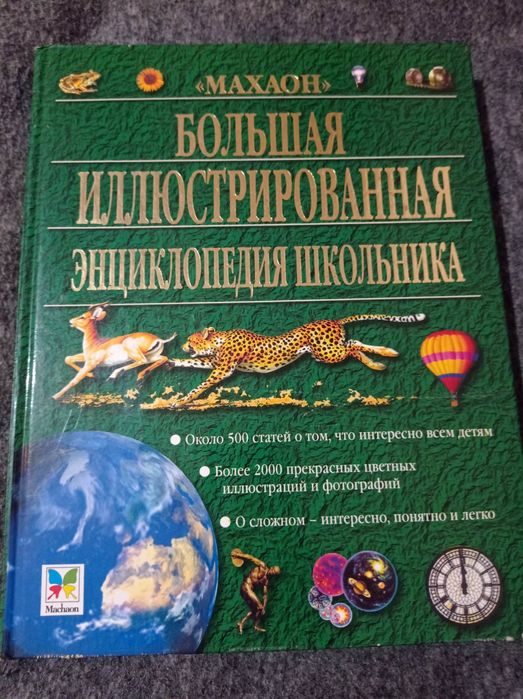 «МАХАОН»
БОЛЬШАЯ
ИЛЛЮСТРИРОВАННАЯ
ЭНЦИКЛОПЕДИЯ ШКОЛЬНИКА
● Около 500 статей о том, что интересно всем детям
● Более 2000 прекрасных цветных
иллюстраций и фотографий
● О сложном – интересно, понятно и легко
Machaon